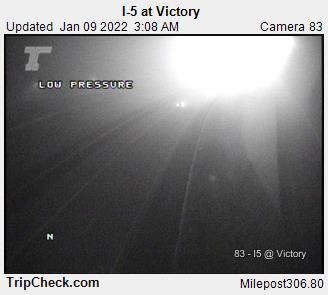 I-5 at Victory
Updated Jan 09 2022 3:08 AM Camera 83
T
LOW PRESSURE
N
83 - I5 @ Victory
TripCheck.com Milepost306.80